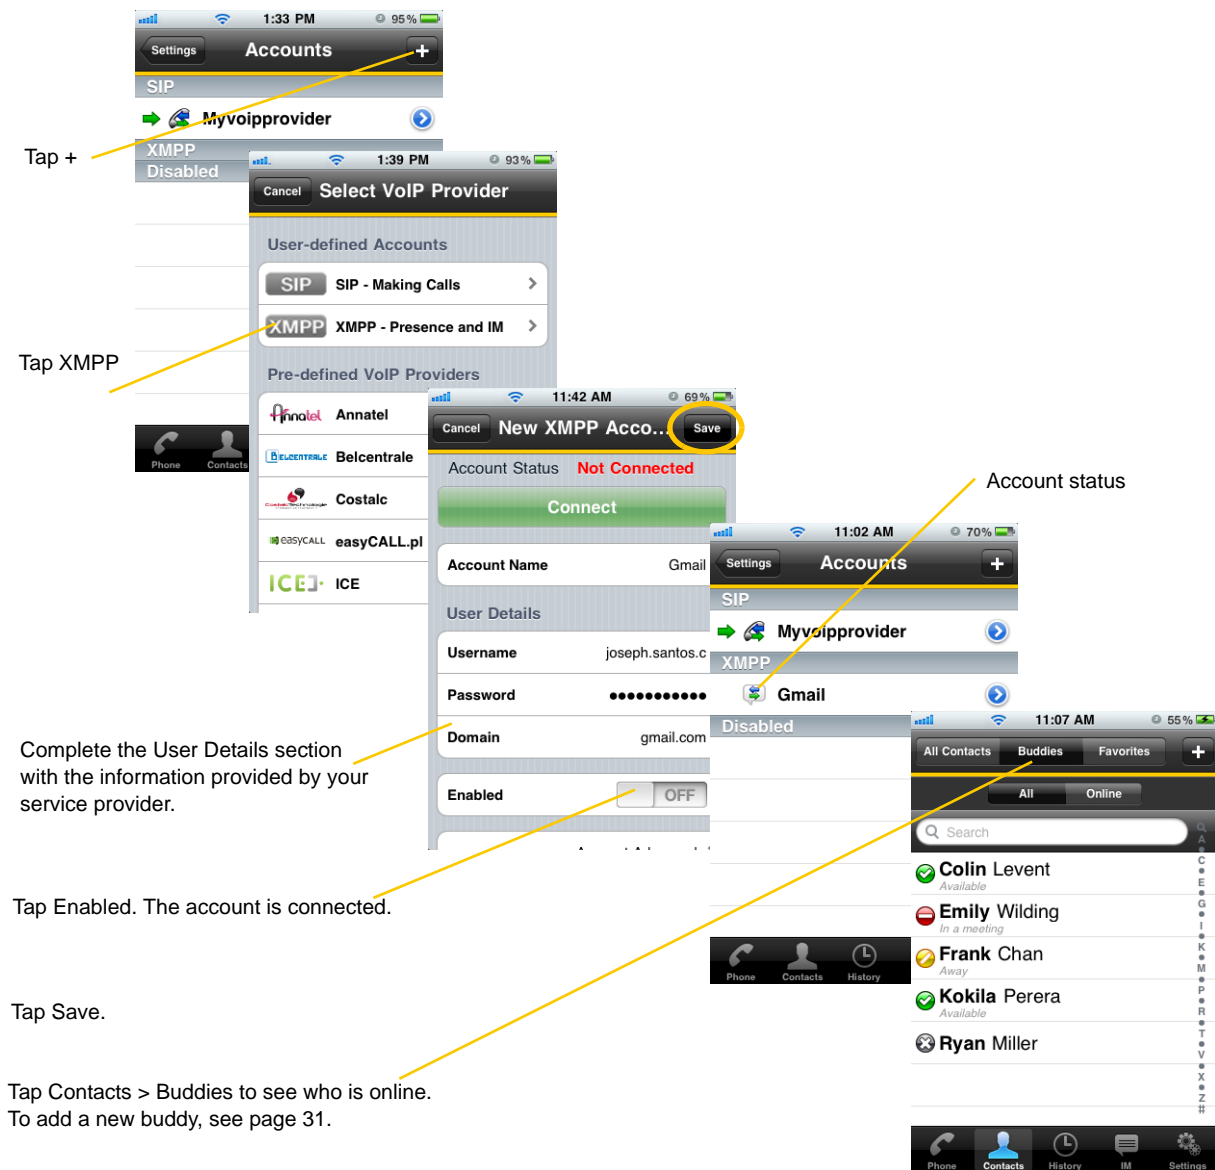 1:33 PM 95%
Settings Accounts +
SIP
Myvoipprovider
XMPP
Disabled
Phone Contacts
Tap +
1:39 PM 93%
Cancel Select VoIP Provider
User-defined Accounts
SIP SIP - Making Calls
XMPP XMPP - Presence and IM
Pre-defined VoIP Providers
Annatel Annatel
BELCENTRALE Belcentrale
Costalc
easyCALL easyCALL.pl
ICE ICE
Tap XMPP
11:42 AM 69%
Cancel New XMPP Acco... Save
Account Status Not Connected
Connect
Account Name Gmail
User Details
Username joseph.santos.c
Password
Domain gmail.com
Enabled OFF
Complete the User Details section
with the information provided by your
service provider.
Tap Enabled. The account is connected.
Tap Save.
Account status
11:02 AM 70%
Settings Accounts +
SIP
Myvoipprovider
XMPP
Gmail
Disabled
Phone Contacts History
11:07 AM 55%
All Contacts Buddies Favorites +
All Online
Search
Colin Levent
Available
Emily Wilding
In a meeting
Frank Chan
Away
Kokila Perera
Available
Ryan Miller
A
C
E
G
I
K
M
P
R
T
V
X
Z
#
Phone Contacts History IM Settings
Tap Contacts > Buddies to see who is online.
To add a new buddy, see page 31.